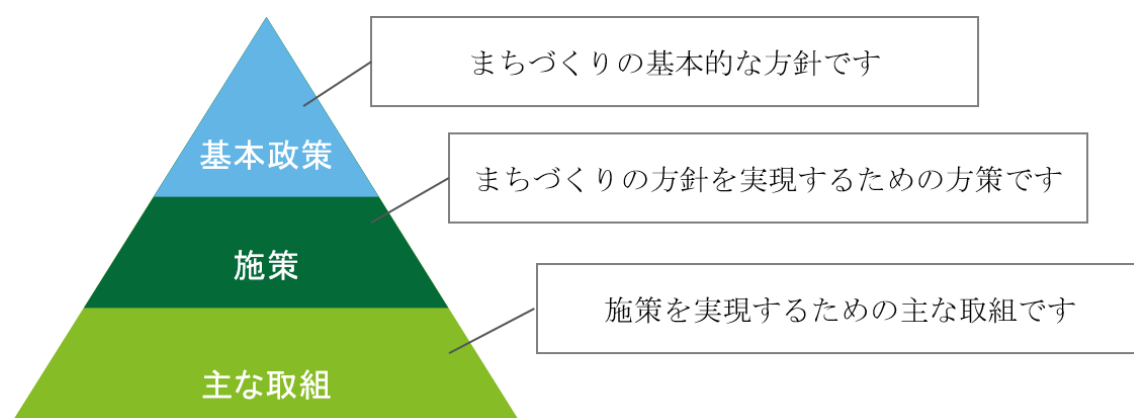 まちづくりの基本的な方針です
基本政策
まちづくりの方針を実現するための方策です
施策
施策を実現するための主な取組です
主な取組